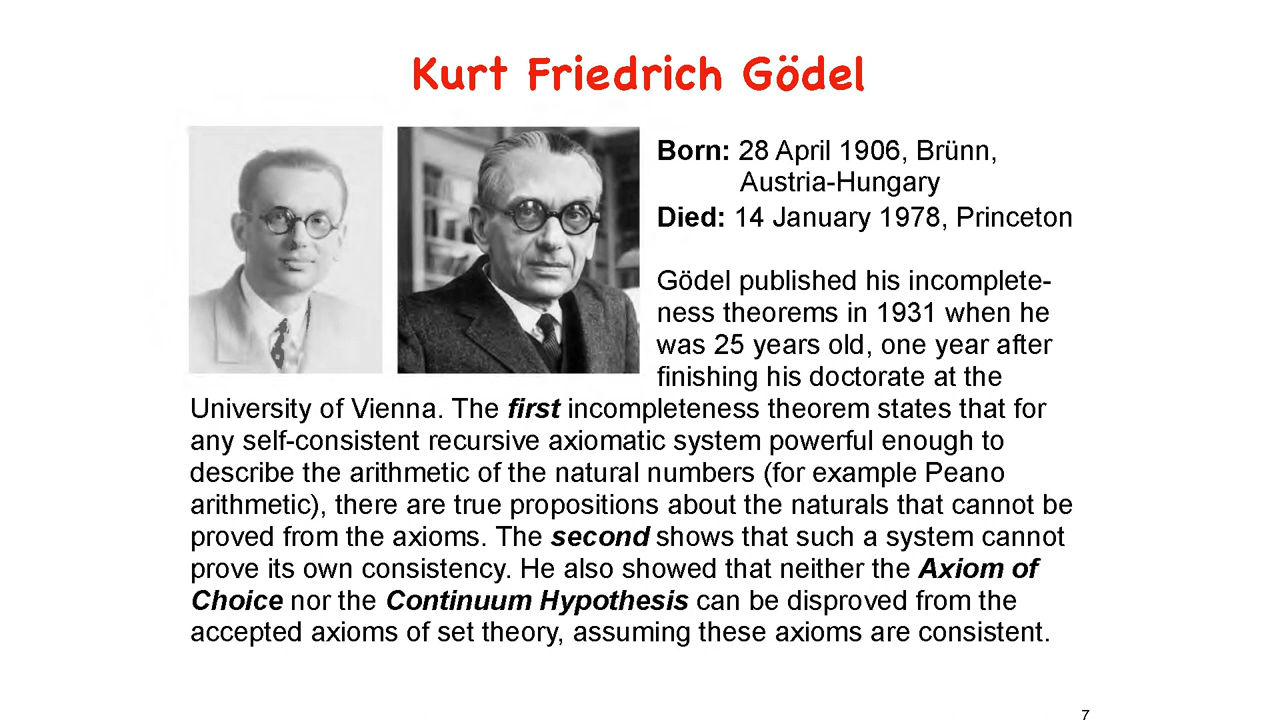 Kurt Friedrich Gödel
Born: 28 April 1906, Brünn,
Austria-Hungary
Died: 14 January 1978, Princeton
Gödel published his incomplete-
ness theorems in 1931 when he
was 25 years old, one year after
finishing his doctorate at the
University of Vienna. The first incompleteness theorem states that for
any self-consistent recursive axiomatic system powerful enough to
describe the arithmetic of the natural numbers (for example Peano
arithmetic), there are true propositions about the naturals that cannot be
proved from the axioms. The second shows that such a system cannot
prove its own consistency. He also showed that neither the Axiom of
Choice nor the Continuum Hypothesis can be disproved from the
accepted axioms of set theory, assuming these axioms are consistent.
7